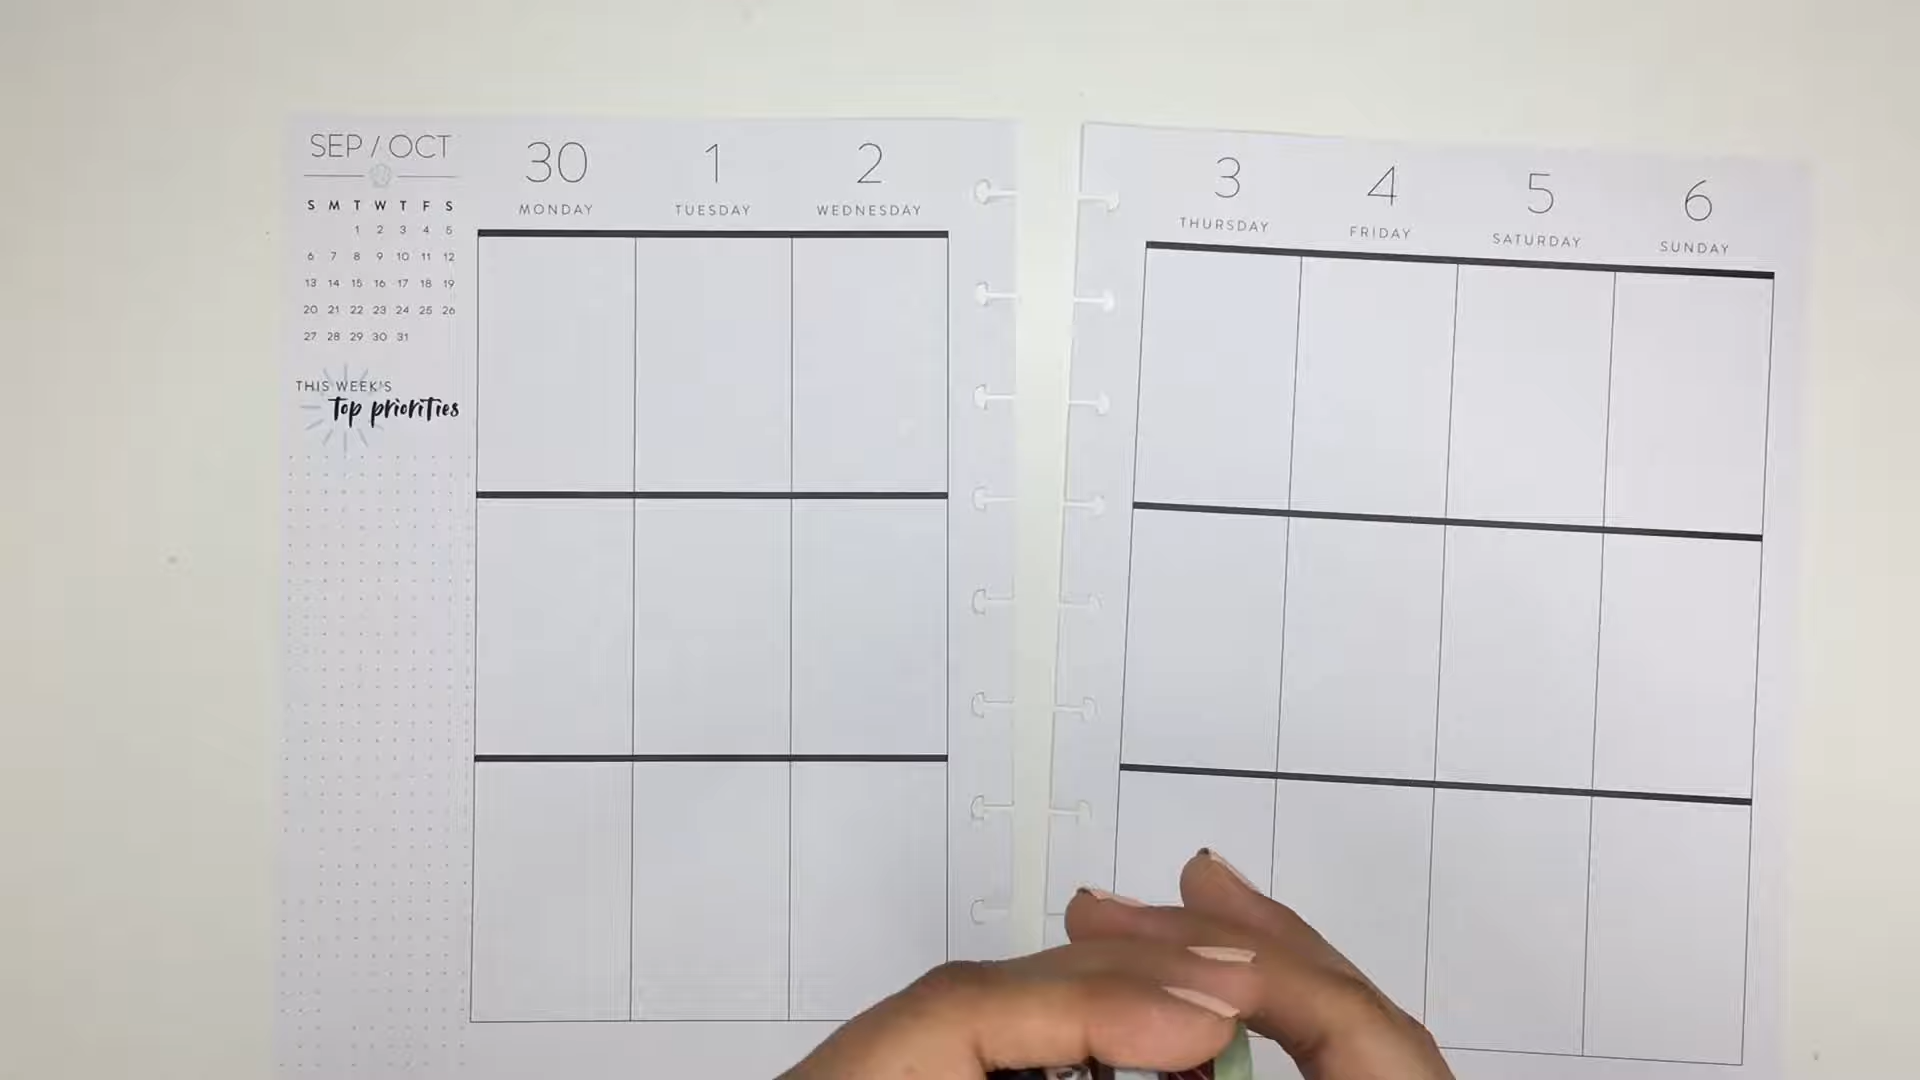 SEP / OCT
S M T W T F S
1 2 3 4 5
6 7 8 9 10 11 12
13 14 15 16 17 18 19
20 21 22 23 24 25 26
27 28 29 30 31
THIS WEEK'S
Top priorities
30
MONDAY
1
TUESDAY
2
WEDNESDAY
3
THURSDAY
4
FRIDAY
5
SATURDAY
6
SUNDAY